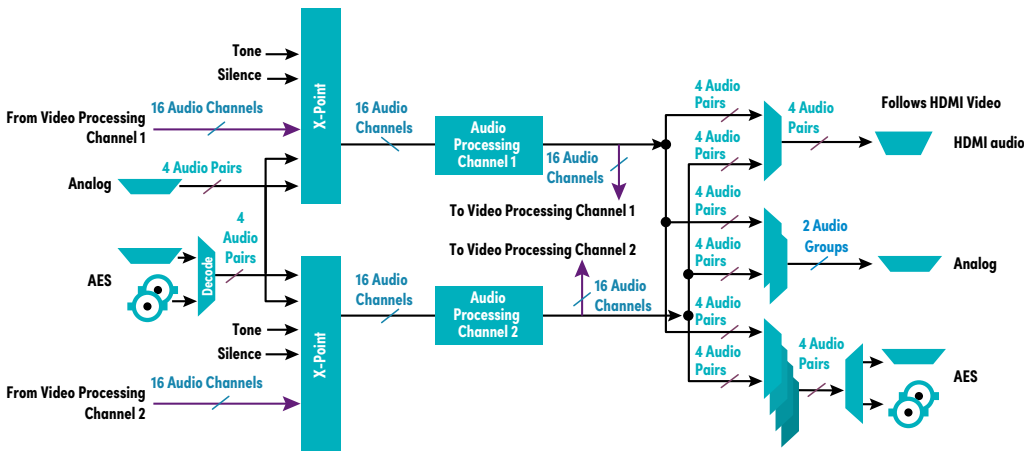 Tone
Silence
16 Audio Channels
From Video Processing
Channel 1
4 Audio Pairs
Analog
4
Audio
Pairs
AES
Decode
Tone
Silence
16 Audio Channels
From Video Processing
Channel 2
X-Point
X-Point
16 Audio
Channels
Audio
Processing
Channel 1
16 Audio
Channels
To Video Processing Channel 1
To Video Processing Channel 2
16 Audio
Channels
Audio
Processing
Channel 2
16 Audio
Channels
4 Audio
Pairs
4 Audio
Pairs
4 Audio
Pairs
Follows HDMI Video
HDMI audio
4 Audio
Pairs
4 Audio
Pairs
2 Audio
Groups
Analog
4 Audio
Pairs
4 Audio
Pairs
4 Audio
Pairs
AES